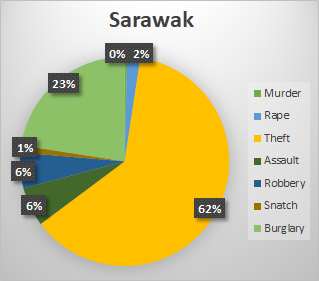 Sarawak
0% 2%
23%
1%
6%
6%
62%
Murder
Rape
Theft
Assault
Robbery
Snatch
Burglary